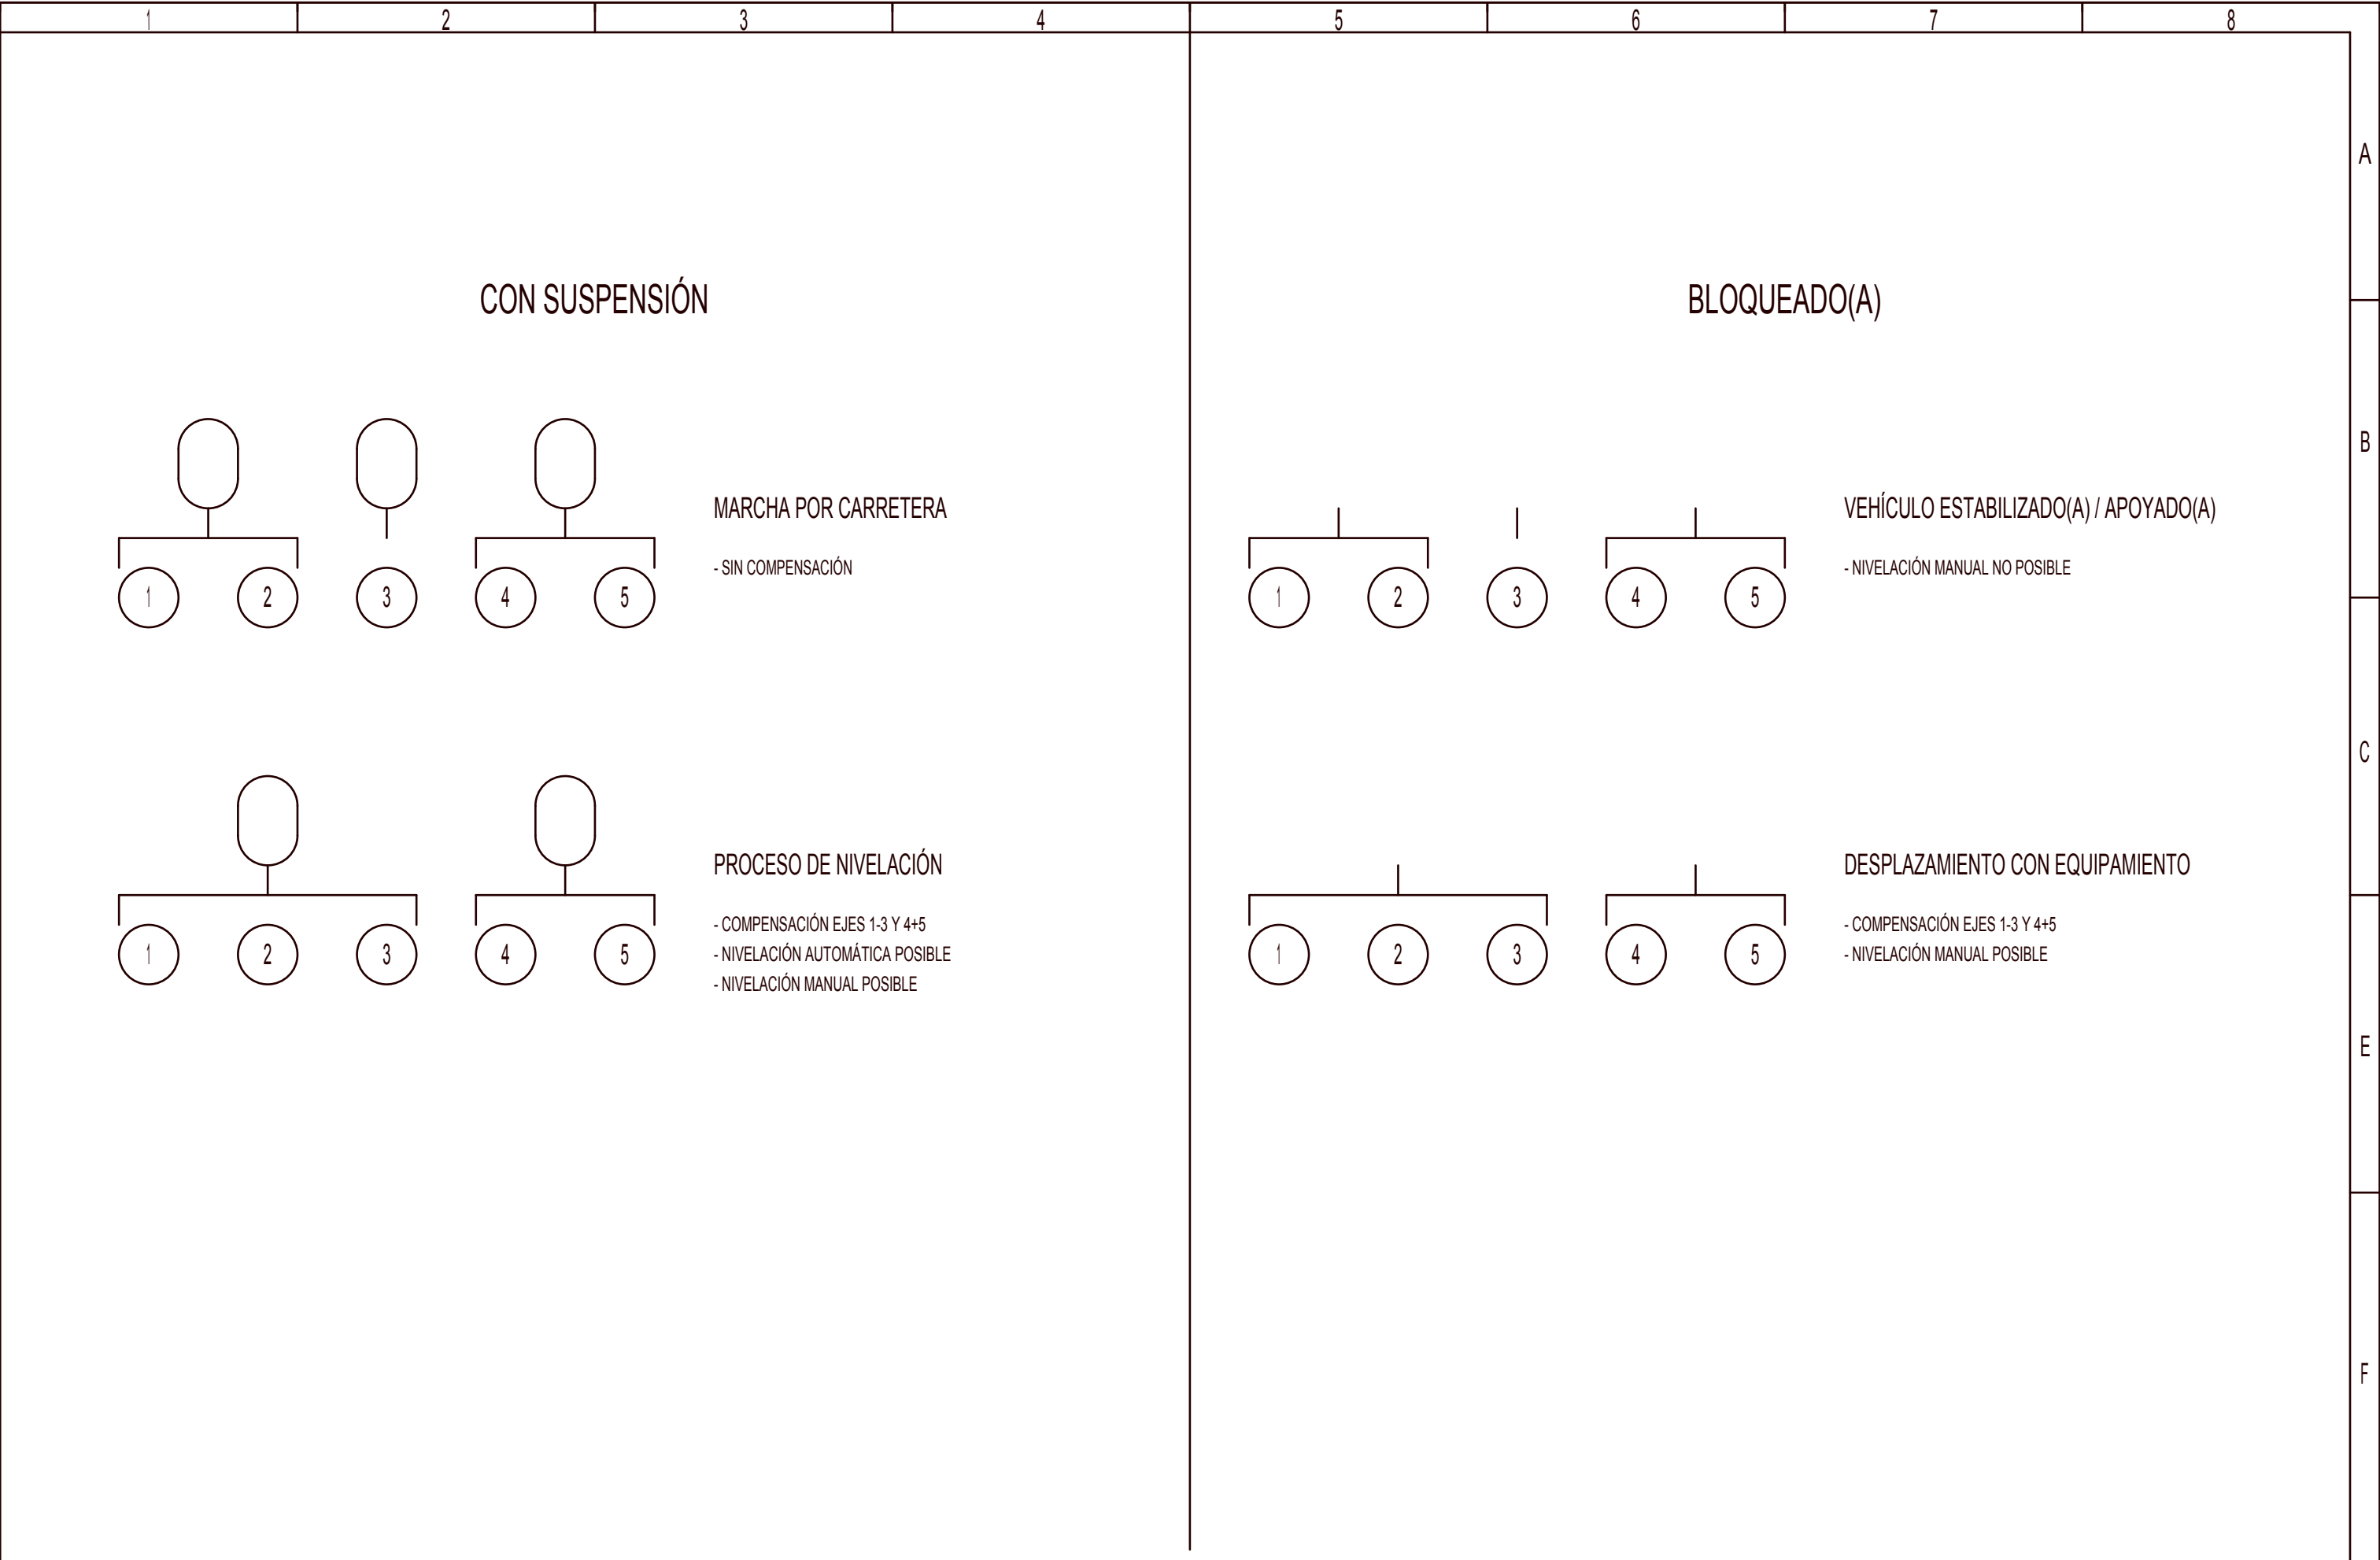 1 2 3 4 5 6 7 8
A
B
C
E
F
CON SUSPENSIÓN
MARCHA POR CARRETERA
- SIN COMPENSACIÓN
1 2 3 4 5
PROCESO DE NIVELACIÓN
- COMPENSACIÓN EJES 1-3 Y 4+5
- NIVELACIÓN AUTOMÁTICA POSIBLE
- NIVELACIÓN MANUAL POSIBLE
1 2 3 4 5
BLOQUEADO(A)
VEHÍCULO ESTABILIZADO(A) / APOYADO(A)
- NIVELACIÓN MANUAL NO POSIBLE
1 2 3 4 5
DESPLAZAMIENTO CON EQUIPAMIENTO
- COMPENSACIÓN EJES 1-3 Y 4+5
- NIVELACIÓN MANUAL POSIBLE
1 2 3 4 5